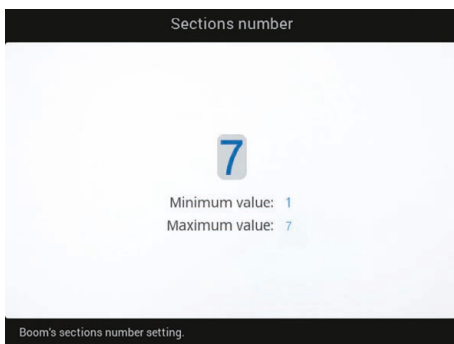 Sections number
7
Minimum value: 1
Maximum value: 7
Boom's sections number setting.